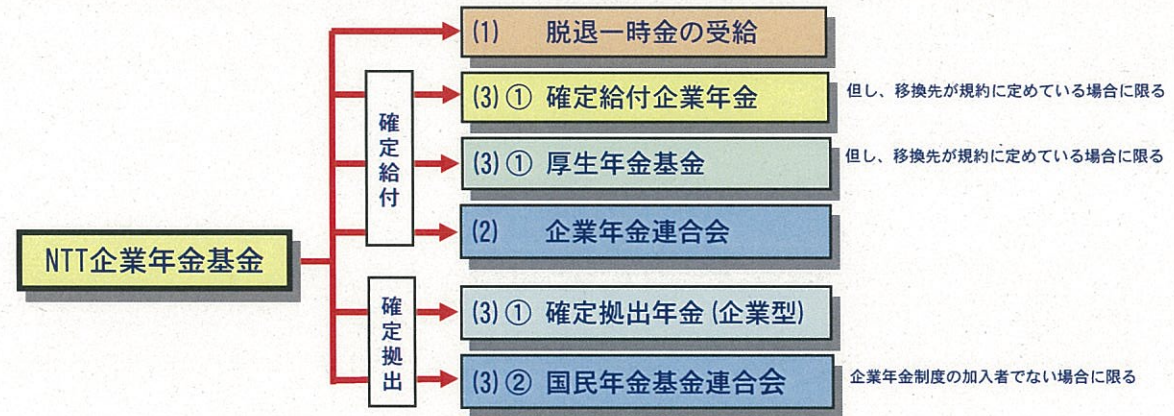 (1) 脱退一時金の受給
(3) ① 確定給付企業年金
但し、移換先が規約に定めている場合に限る
(3) ① 厚生年金基金
但し、移換先が規約に定めている場合に限る
確定給付
(2) 企業年金連合会
NTT企業年金基金
(3) ① 確定拠出年金(企業型)
確定拠出
(3) ② 国民年金基金連合会
企業年金制度の加入者でない場合に限る